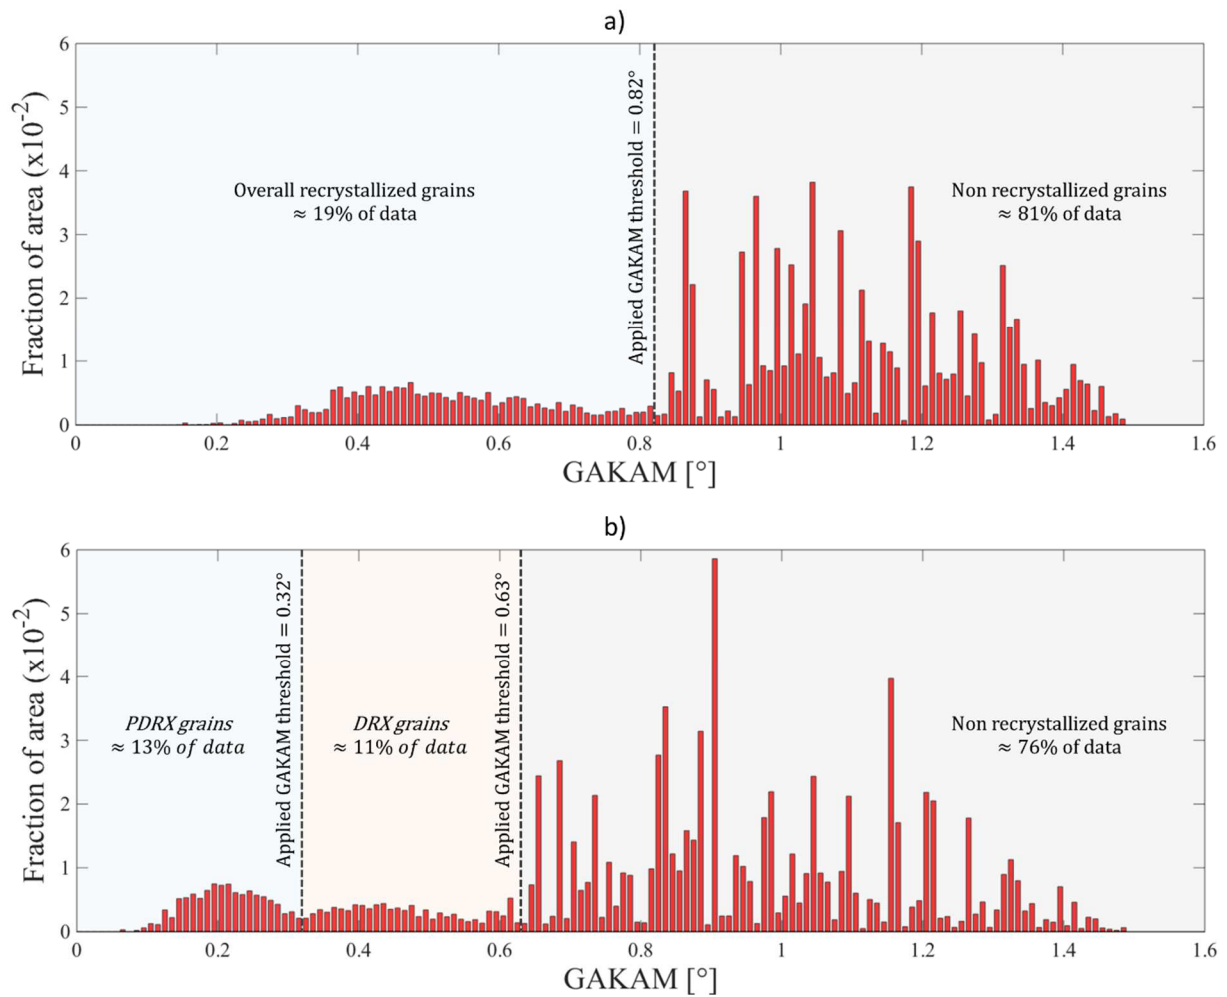 a)
Fraction of area (x10⁻²)
6
5
4
3
2
1
0
Overall recrystallized grains
≈ 19% of data
Applied GAKAM threshold = 0.82°
Non recrystallized grains
≈ 81% of data
0 0.2 0.4 0.6 0.8 1 1.2 1.4 1.6
GAKAM [°]
b)
Fraction of area (x10⁻²)
6
5
4
3
2
1
0
PDRX grains
≈ 13% of data
Applied GAKAM threshold = 0.32°
DRX grains
≈ 11% of data
Applied GAKAM threshold = 0.63°
Non recrystallized grains
≈ 76% of data
0 0.2 0.4 0.6 0.8 1 1.2 1.4 1.6
GAKAM [°]